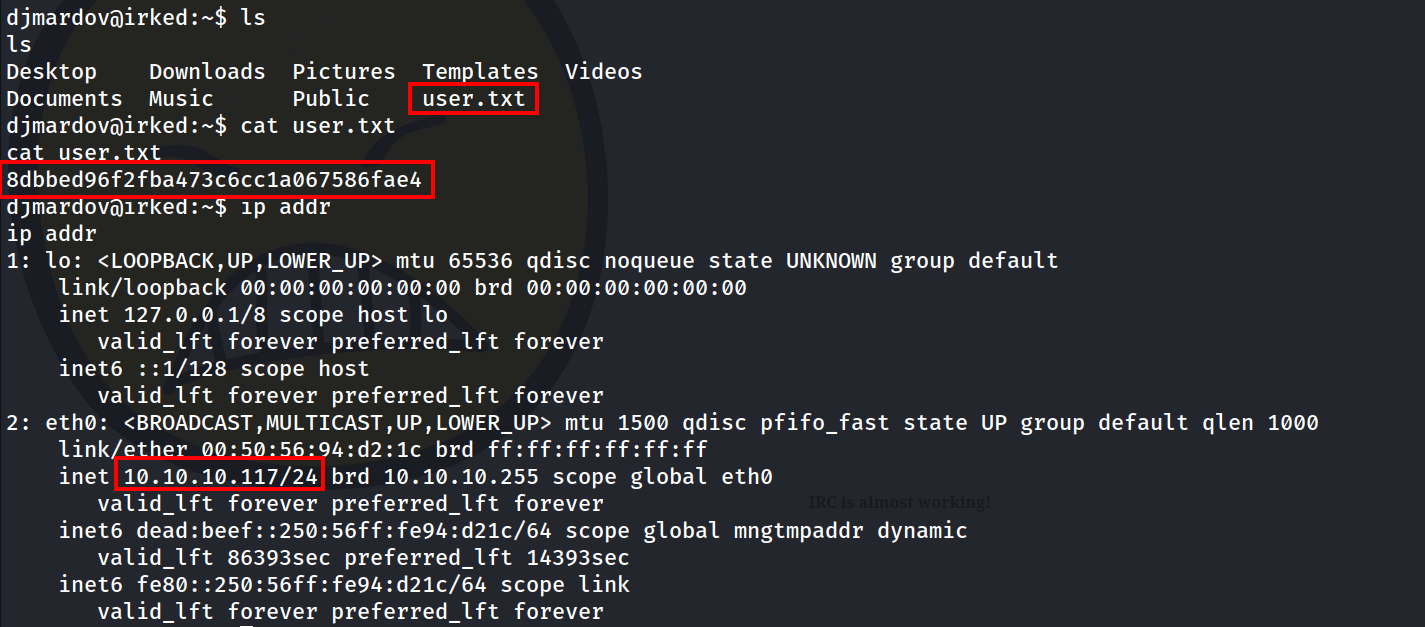 djmardov@irked:~$ ls
ls
Desktop    Downloads  Pictures  Templates  Videos
Documents  Music      Public    user.txt
djmardov@irked:~$ cat user.txt
cat user.txt
8dbbed96f2fba473c6cc1a067586fae4
djmardov@irked:~$ ip addr
ip addr
1: lo: <LOOPBACK,UP,LOWER_UP> mtu 65536 qdisc noqueue state UNKNOWN group default
    link/loopback 00:00:00:00:00:00 brd 00:00:00:00:00:00
    inet 127.0.0.1/8 scope host lo
       valid_lft forever preferred_lft forever
    inet6 ::1/128 scope host
       valid_lft forever preferred_lft forever
2: eth0: <BROADCAST,MULTICAST,UP,LOWER_UP> mtu 1500 qdisc pfifo_fast state UP group default qlen 1000
    link/ether 00:50:56:94:d2:1c brd ff:ff:ff:ff:ff:ff
    inet 10.10.10.117/24 brd 10.10.10.255 scope global eth0
       valid_lft forever preferred_lft forever
IRC is almost working!
    inet6 dead:beef::250:56ff:fe94:d21c/64 scope global mngtmpaddr dynamic
       valid_lft 86393sec preferred_lft 14393sec
    inet6 fe80::250:56ff:fe94:d21c/64 scope link
       valid_lft forever preferred_lft forever